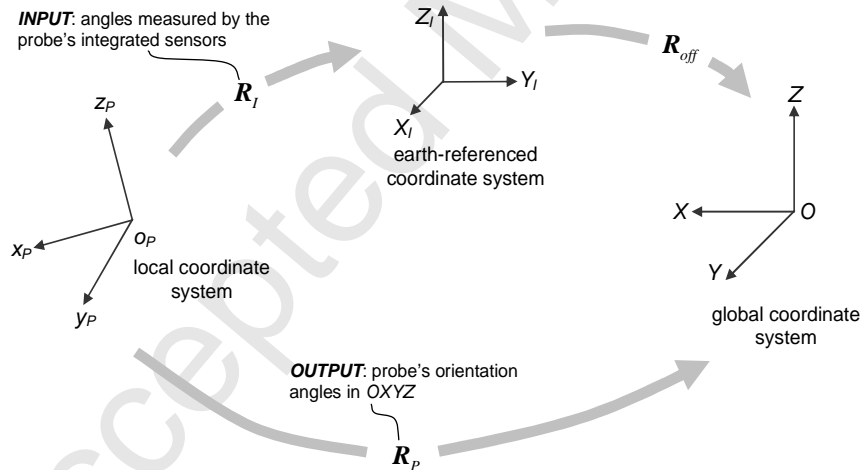 INPUT: angles measured by the
probe's integrated sensors
R_I
Z_I
Y_I
X_I
earth-referenced
coordinate system
R_off
z_P
x_P
o_P
y_P
local coordinate
system
Z
X
O
Y
global coordinate
system
OUTPUT: probe's orientation
angles in OXYZ
R_P
ccepted M